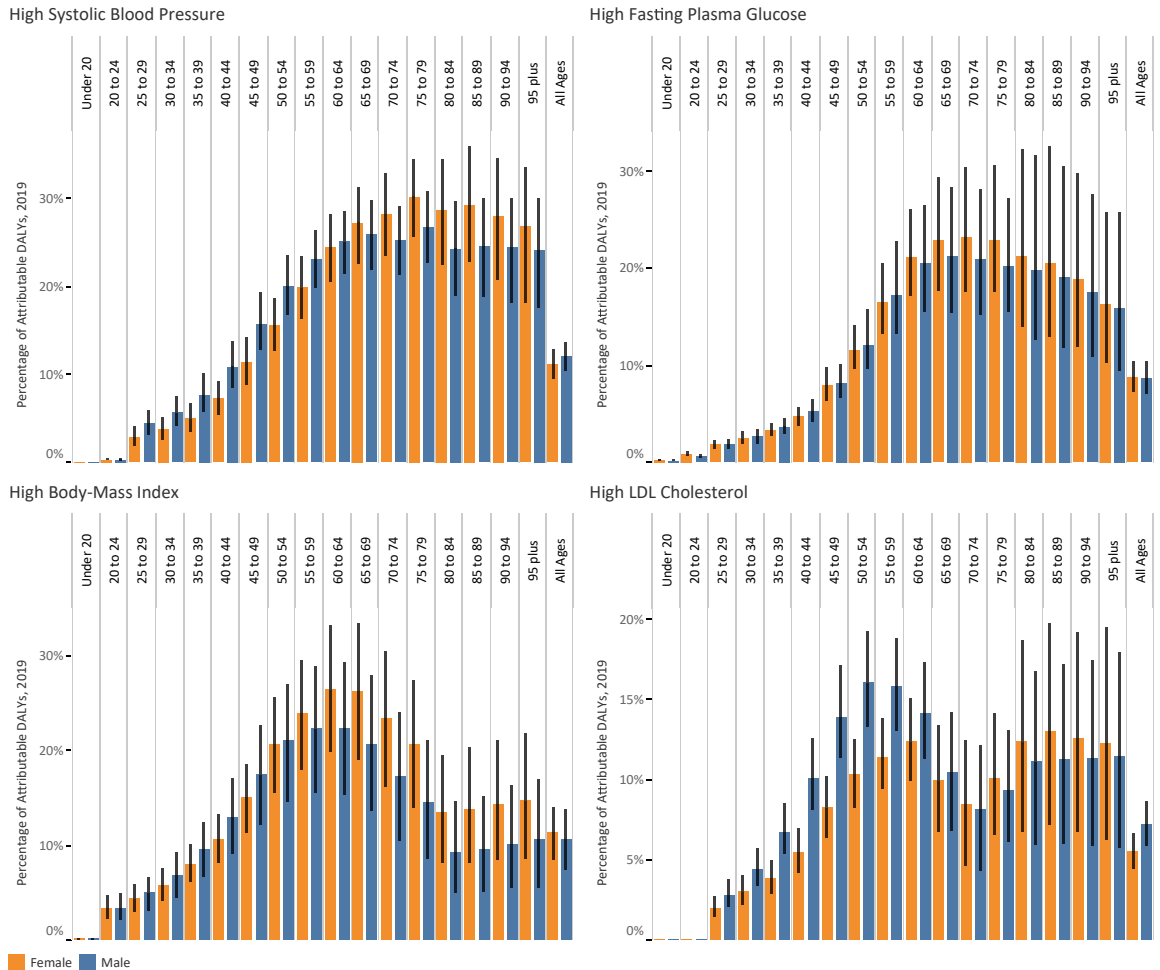 High Systolic Blood Pressure
Under 20
20 to 24
25 to 29
30 to 34
35 to 39
40 to 44
45 to 49
50 to 54
55 to 59
60 to 64
65 to 69
70 to 74
75 to 79
80 to 84
85 to 89
90 to 94
95 plus
All Ages
Percentage of Attributable DALYs, 2019
30%
20%
10%
0%
High Fasting Plasma Glucose
Under 20
20 to 24
25 to 29
30 to 34
35 to 39
40 to 44
45 to 49
50 to 54
55 to 59
60 to 64
65 to 69
70 to 74
75 to 79
80 to 84
85 to 89
90 to 94
95 plus
All Ages
Percentage of Attributable DALYs, 2019
30%
20%
10%
0%
High Body-Mass Index
Under 20
20 to 24
25 to 29
30 to 34
35 to 39
40 to 44
45 to 49
50 to 54
55 to 59
60 to 64
65 to 69
70 to 74
75 to 79
80 to 84
85 to 89
90 to 94
95 plus
All Ages
Percentage of Attributable DALYs, 2019
30%
20%
10%
0%
High LDL Cholesterol
Under 20
20 to 24
25 to 29
30 to 34
35 to 39
40 to 44
45 to 49
50 to 54
55 to 59
60 to 64
65 to 69
70 to 74
75 to 79
80 to 84
85 to 89
90 to 94
95 plus
All Ages
Percentage of Attributable DALYs, 2019
20%
15%
10%
5%
0%
Female Male